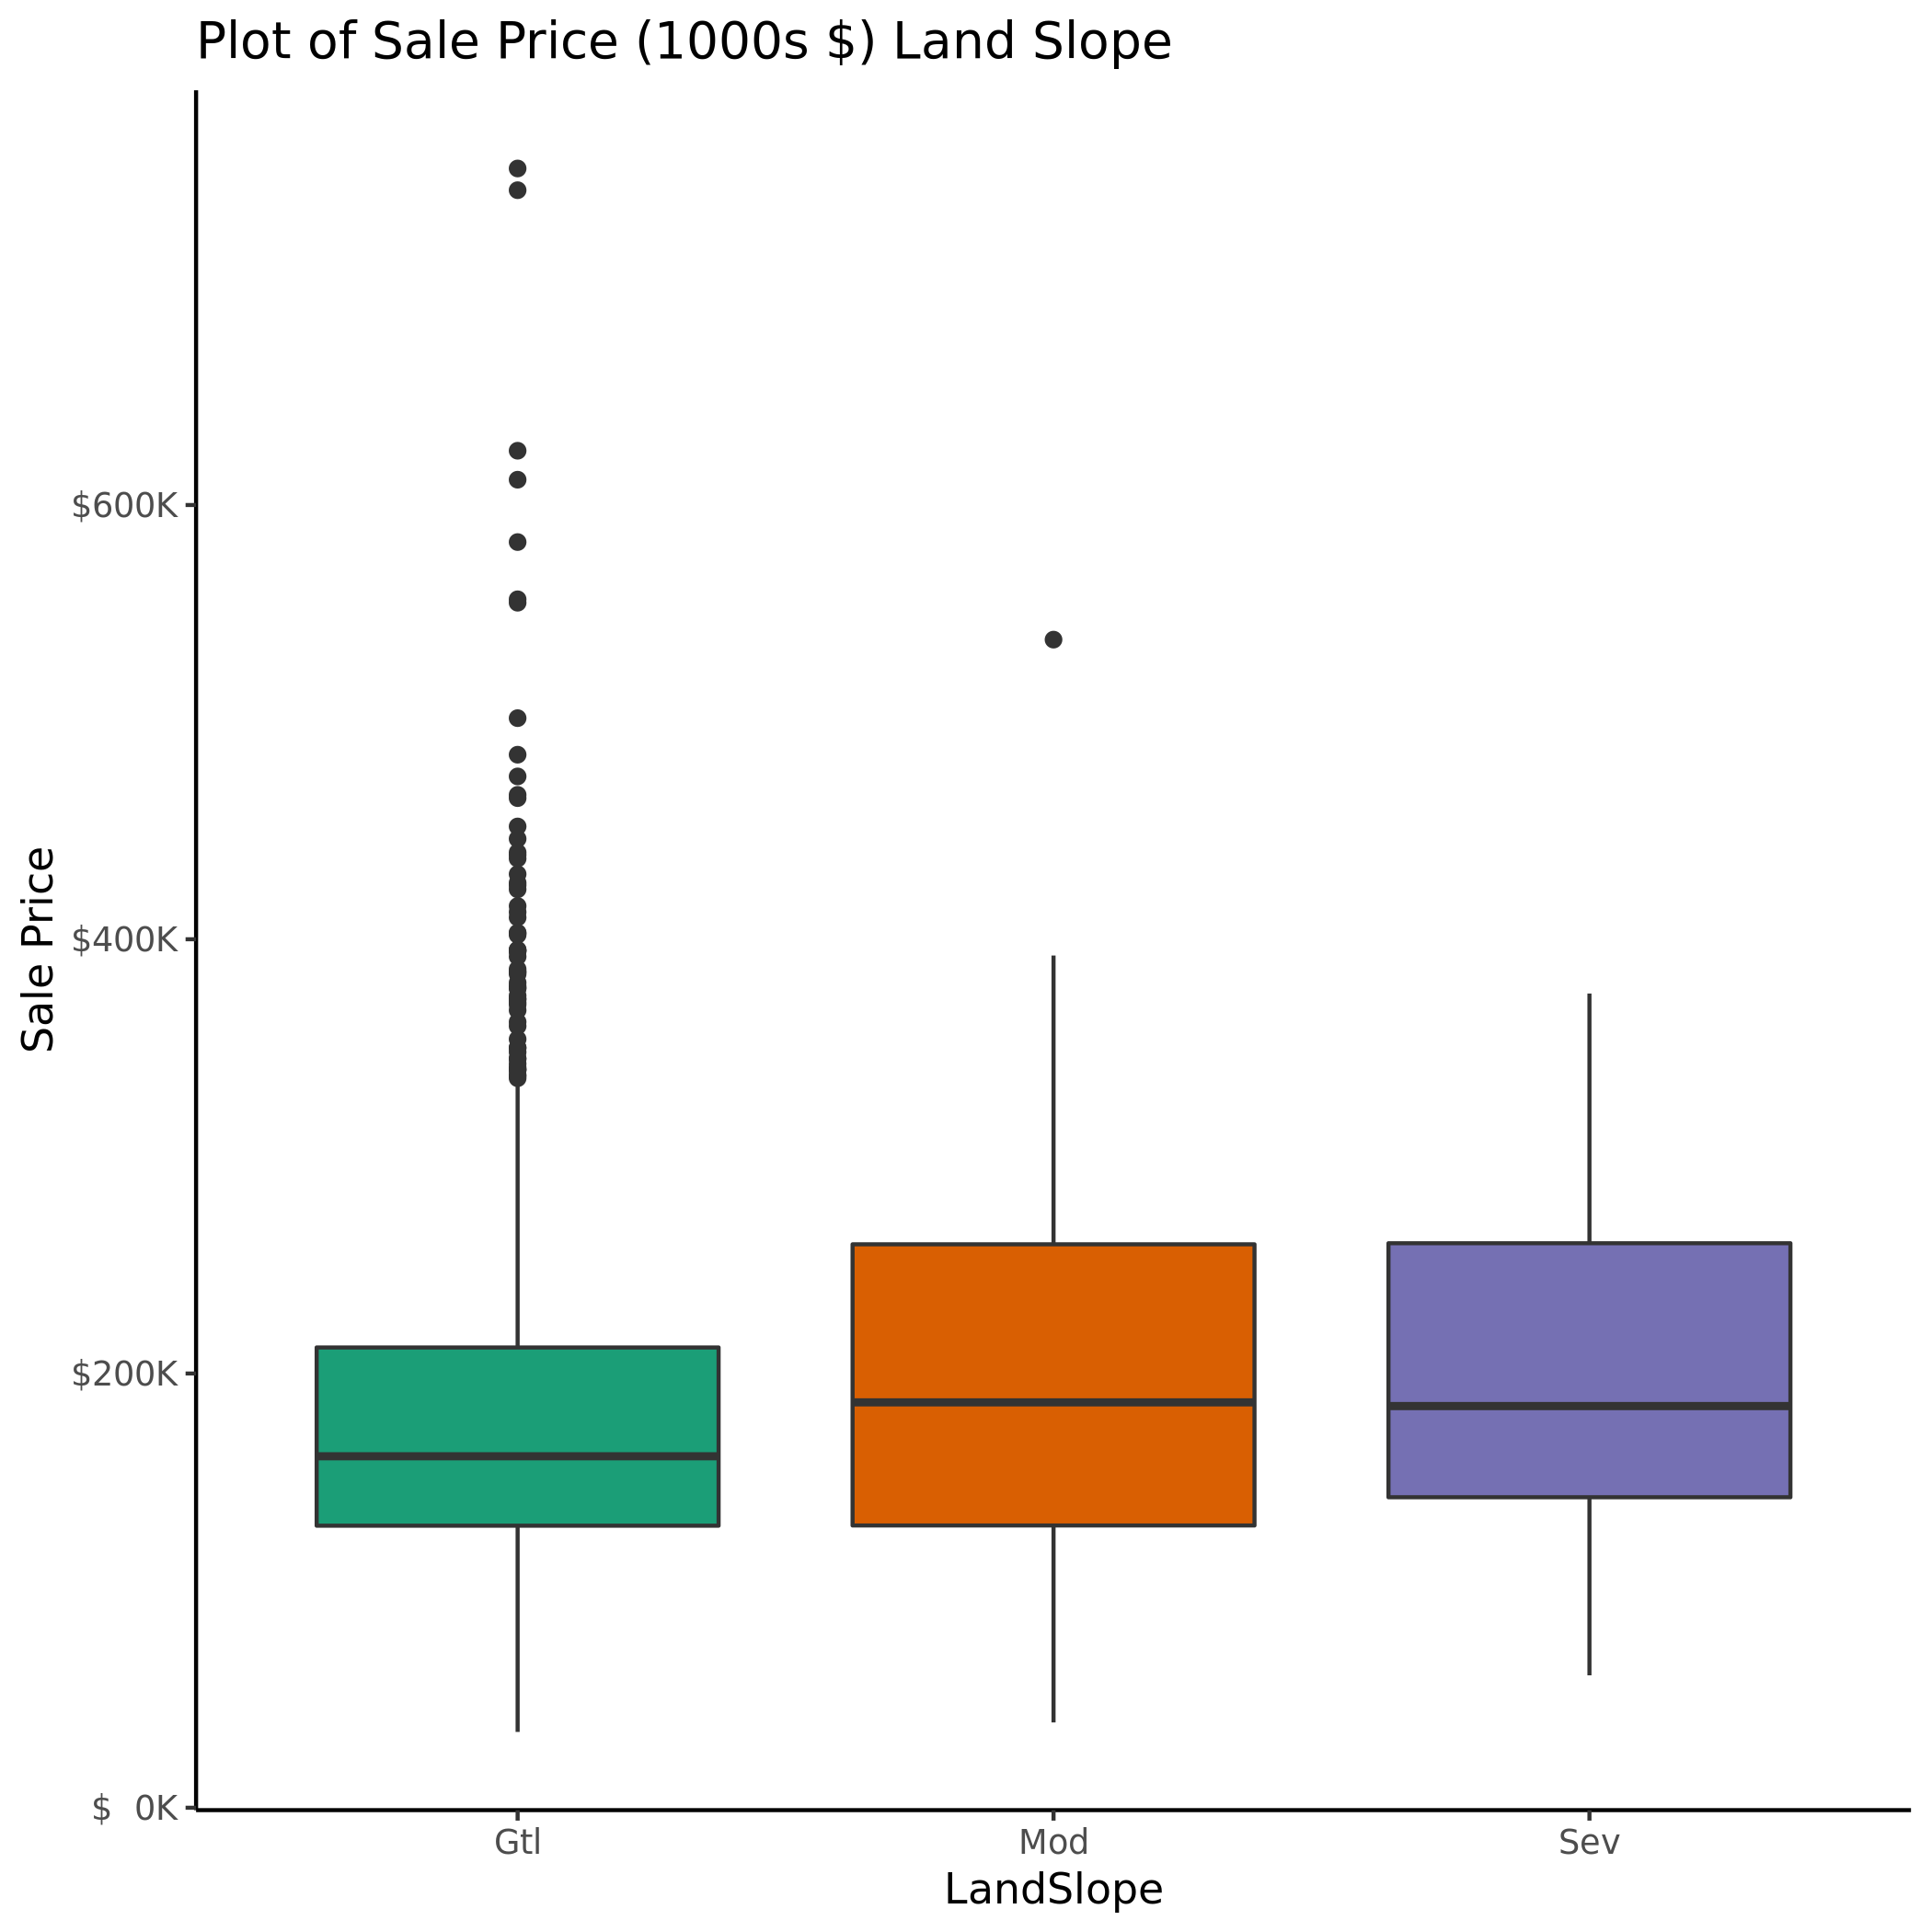 Plot of Sale Price (1000s $) Land Slope
Sale Price
$600K
$400K
$200K
$  0K
Gtl
Mod
Sev
LandSlope